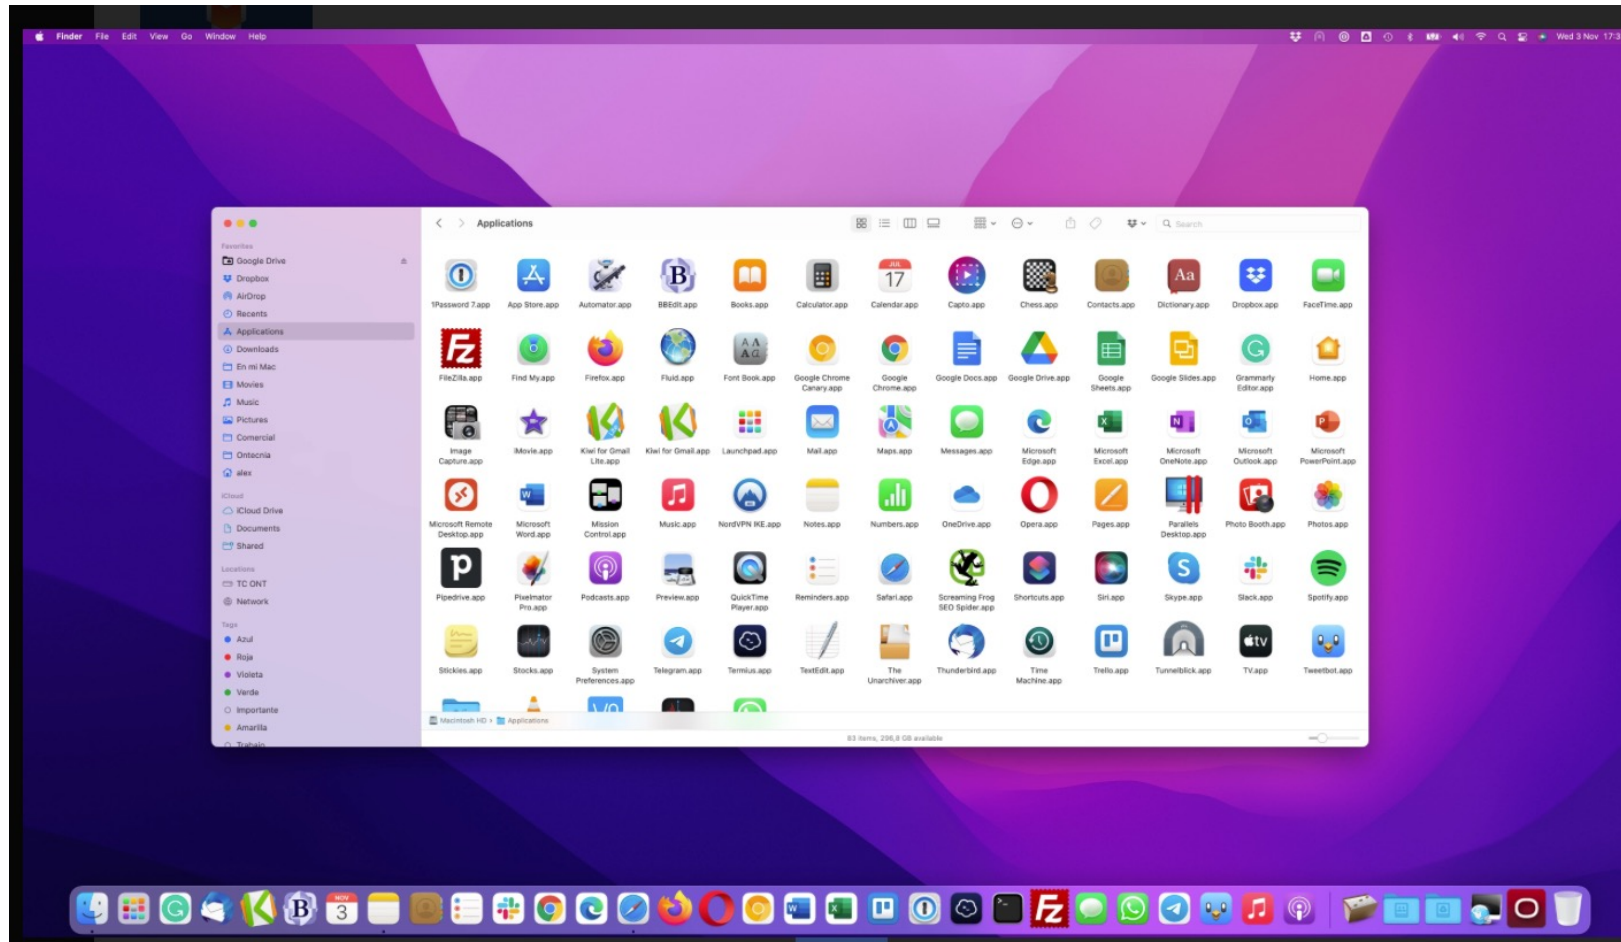 Finder File Edit View Go Window Help
Wed 3 Nov 17:3
Applications
Search
Favorites
Google Drive
Dropbox
AirDrop
Recents
Applications
Downloads
En mi Mac
Movies
Music
Pictures
Comercial
Ontecnia
alex
iCloud
iCloud Drive
Documents
Shared
Locations
TC ONT
Network
Tags
Azul
Roja
Violeta
Verde
Importante
Amarilla
Trabajo
JUL
17
Aa
1Password 7.app App Store.app Automator.app BBEdit.app Books.app Calculator.app Calendar.app Capto.app Chess.app Contacts.app Dictionary.app Dropbox.app FaceTime.app
FileZilla.app Find My.app Firefox.app Fluid.app Font Book.app Google Chrome Canary.app Google Chrome.app Google Docs.app Google Drive.app Google Sheets.app Google Slides.app Grammarly Editor.app Home.app
Image Capture.app iMovie.app Kiwi for Gmail Lite.app Kiwi for Gmail.app Launchpad.app Mail.app Maps.app Messages.app Microsoft Edge.app Microsoft Excel.app Microsoft OneNote.app Microsoft Outlook.app Microsoft PowerPoint.app
Microsoft Remote Desktop.app Microsoft Word.app Mission Control.app Music.app NordVPN IKE.app Notes.app Numbers.app OneDrive.app Opera.app Pages.app Parallels Desktop.app Photo Booth.app Photos.app
Pipedrive.app Pixelmator Pro.app Podcasts.app Preview.app QuickTime Player.app Reminders.app Safari.app Screaming Frog SEO Spider.app Shortcuts.app Siri.app Skype.app Slack.app Spotify.app
tv
Stickies.app Stocks.app System Preferences.app Telegram.app Termius.app TextEdit.app The Unarchiver.app Thunderbird.app Time Machine.app Trello.app Tunnelblick.app TV.app Tweetbot.app
Macintosh HD › Applications
83 items, 296,8 GB available
NOV
3